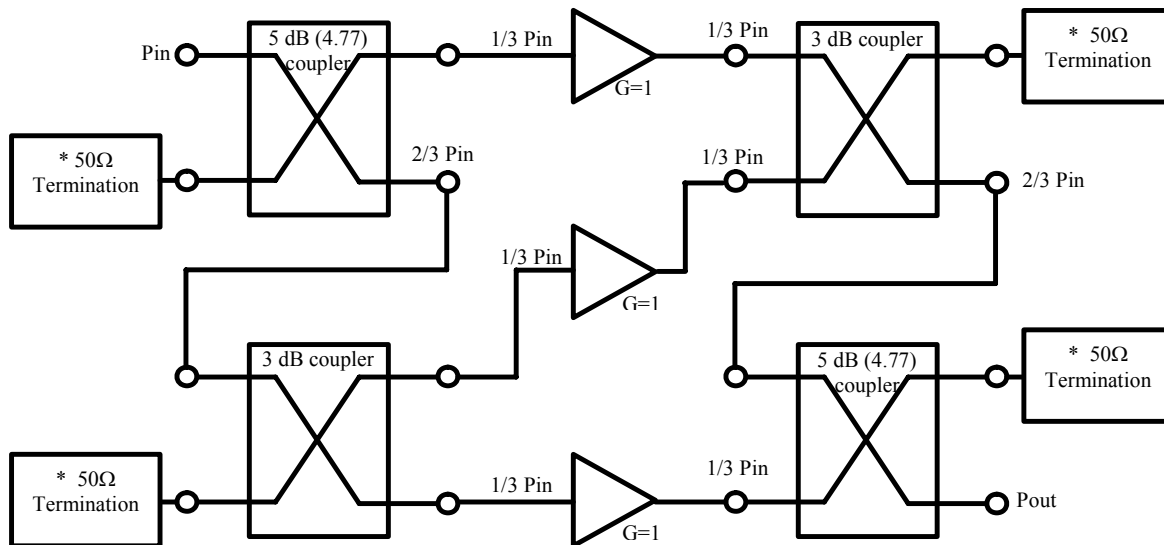 5 dB (4.77)
coupler
3 dB coupler
* 50Ω
Termination
Pin
1/3 Pin
1/3 Pin
G=1
* 50Ω
Termination
2/3 Pin
1/3 Pin
2/3 Pin
1/3 Pin
G=1
3 dB coupler
5 dB (4.77)
coupler
* 50Ω
Termination
* 50Ω
Termination
1/3 Pin
1/3 Pin
Pout
G=1